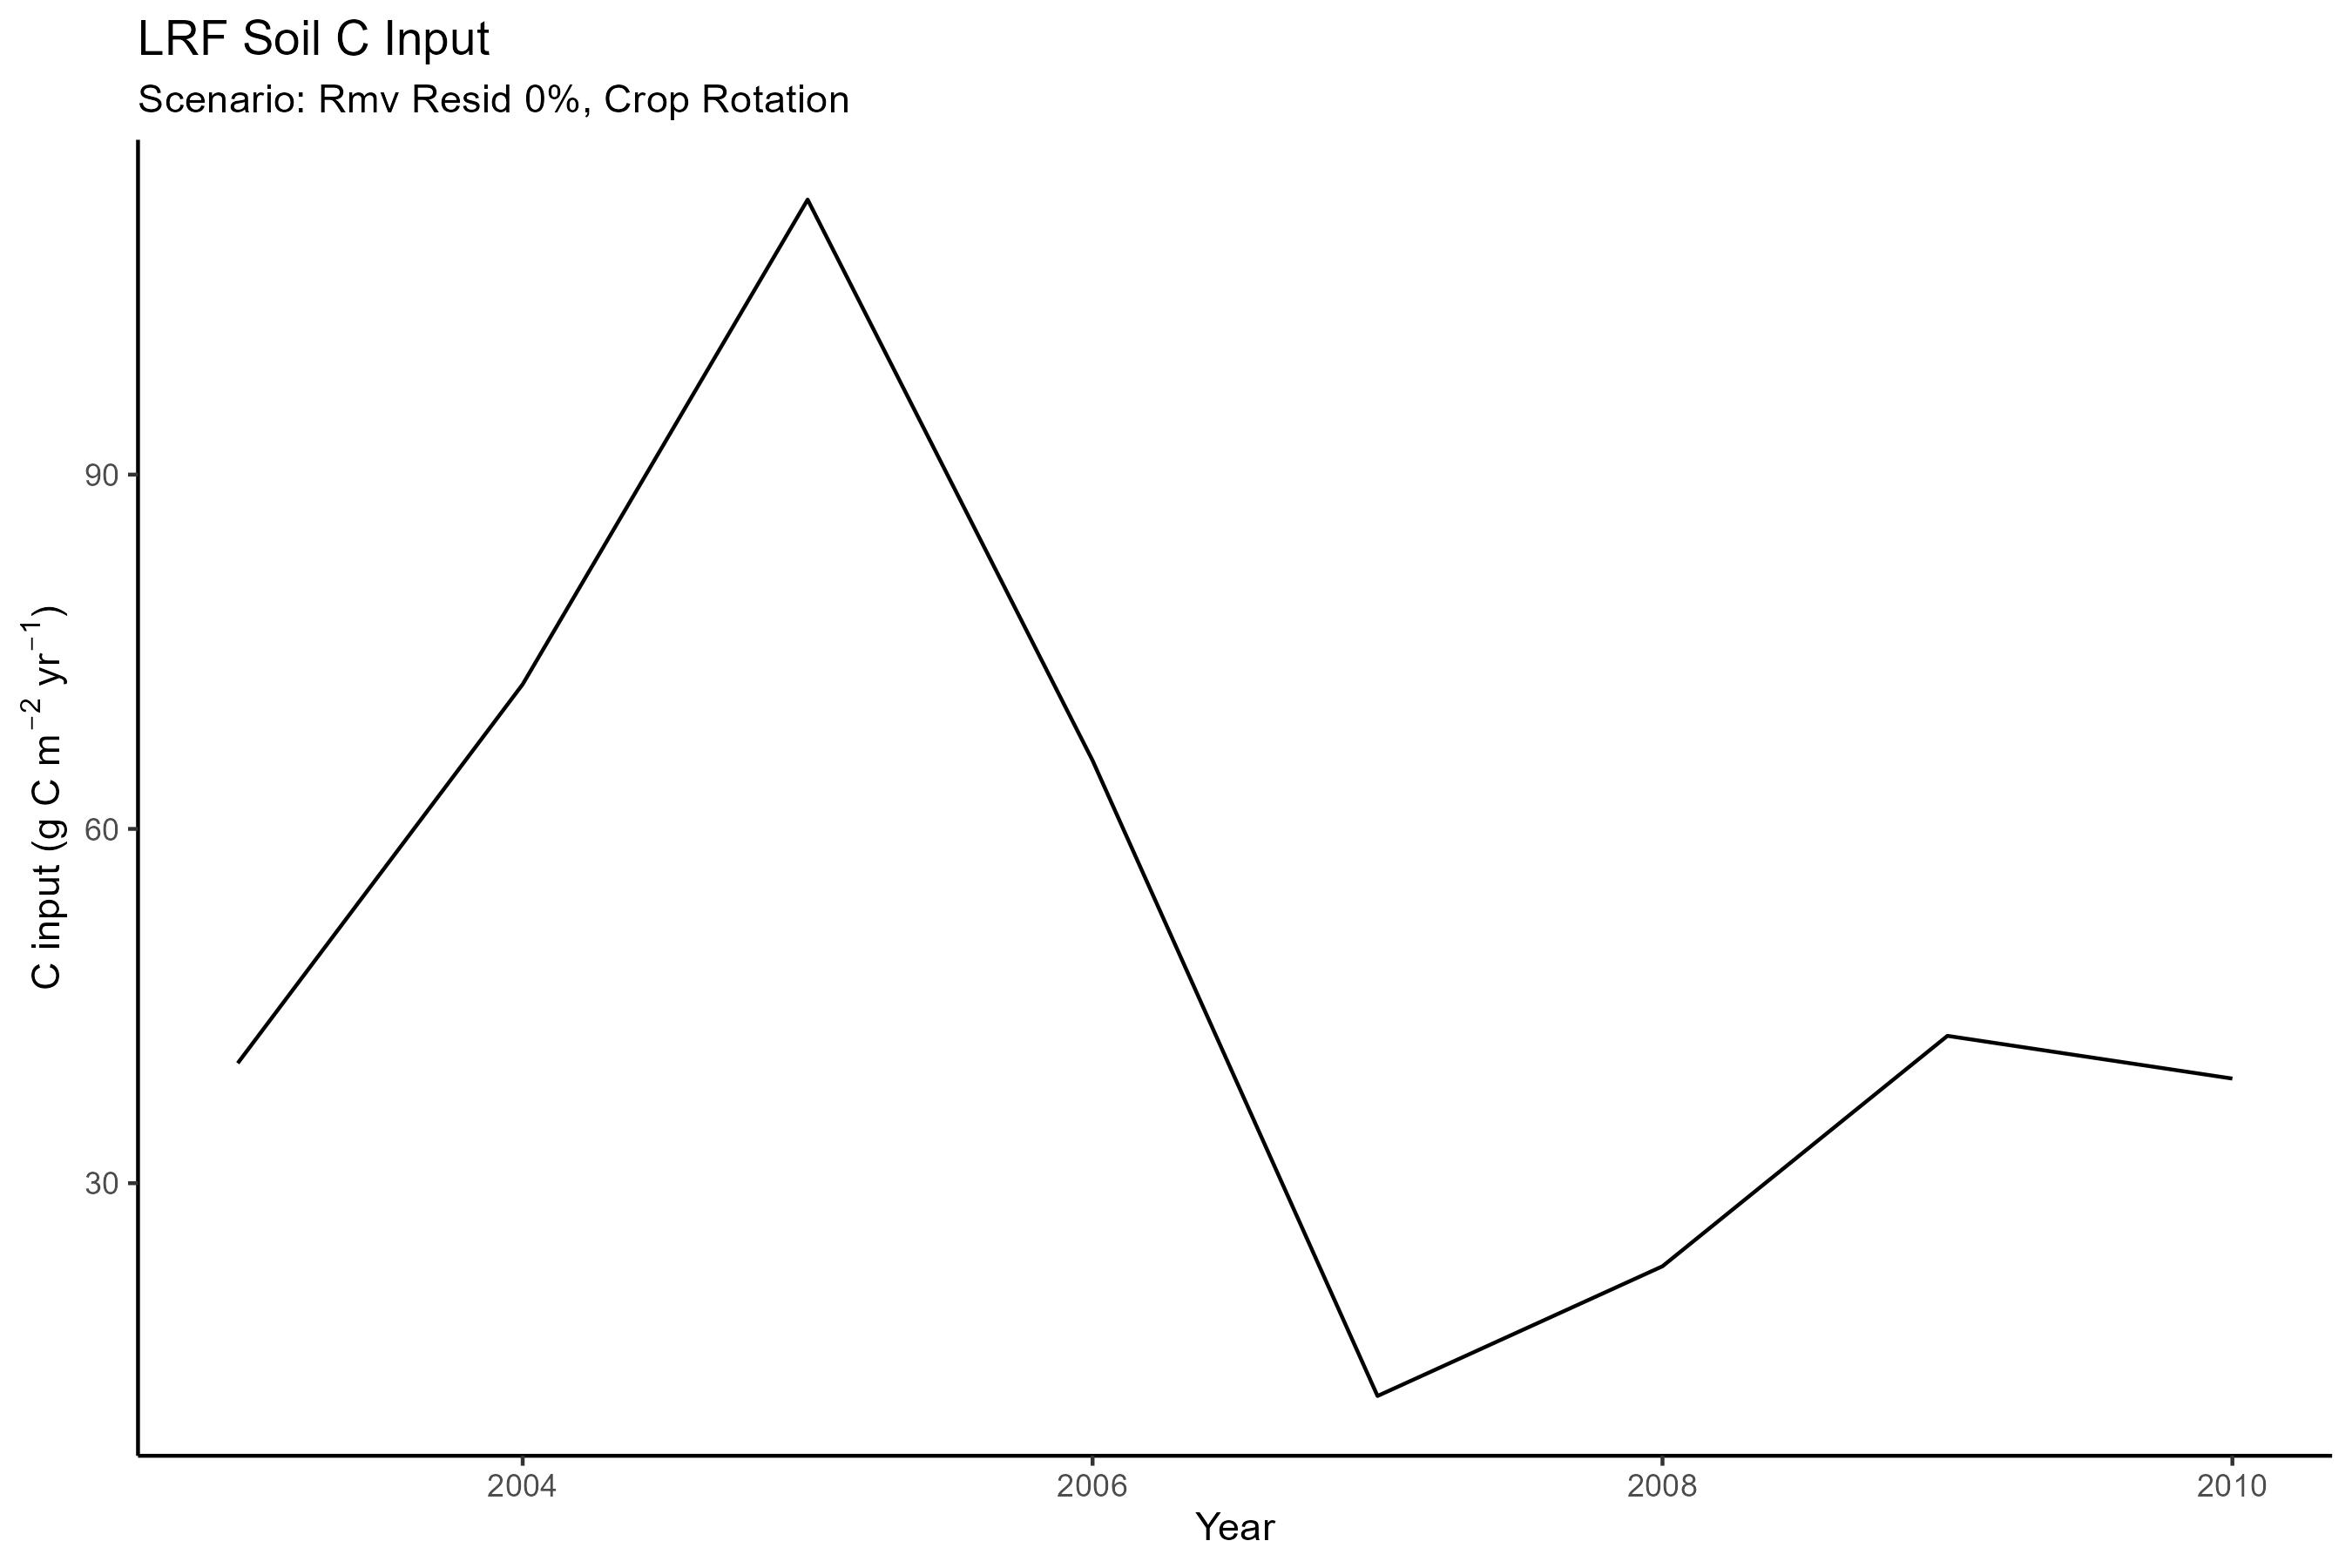 LRF Soil C Input
Scenario: Rmv Resid 0%, Crop Rotation
C input (g C m⁻² yr⁻¹)
90
60
30
2004 2006 2008 2010
Year